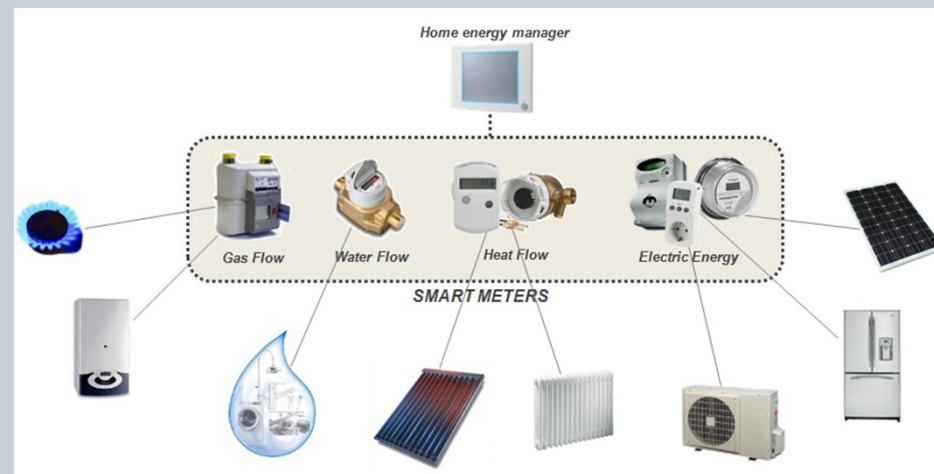 Home energy manager
Gas Flow
Water Flow
Heat Flow
Electric Energy
SMART METERS